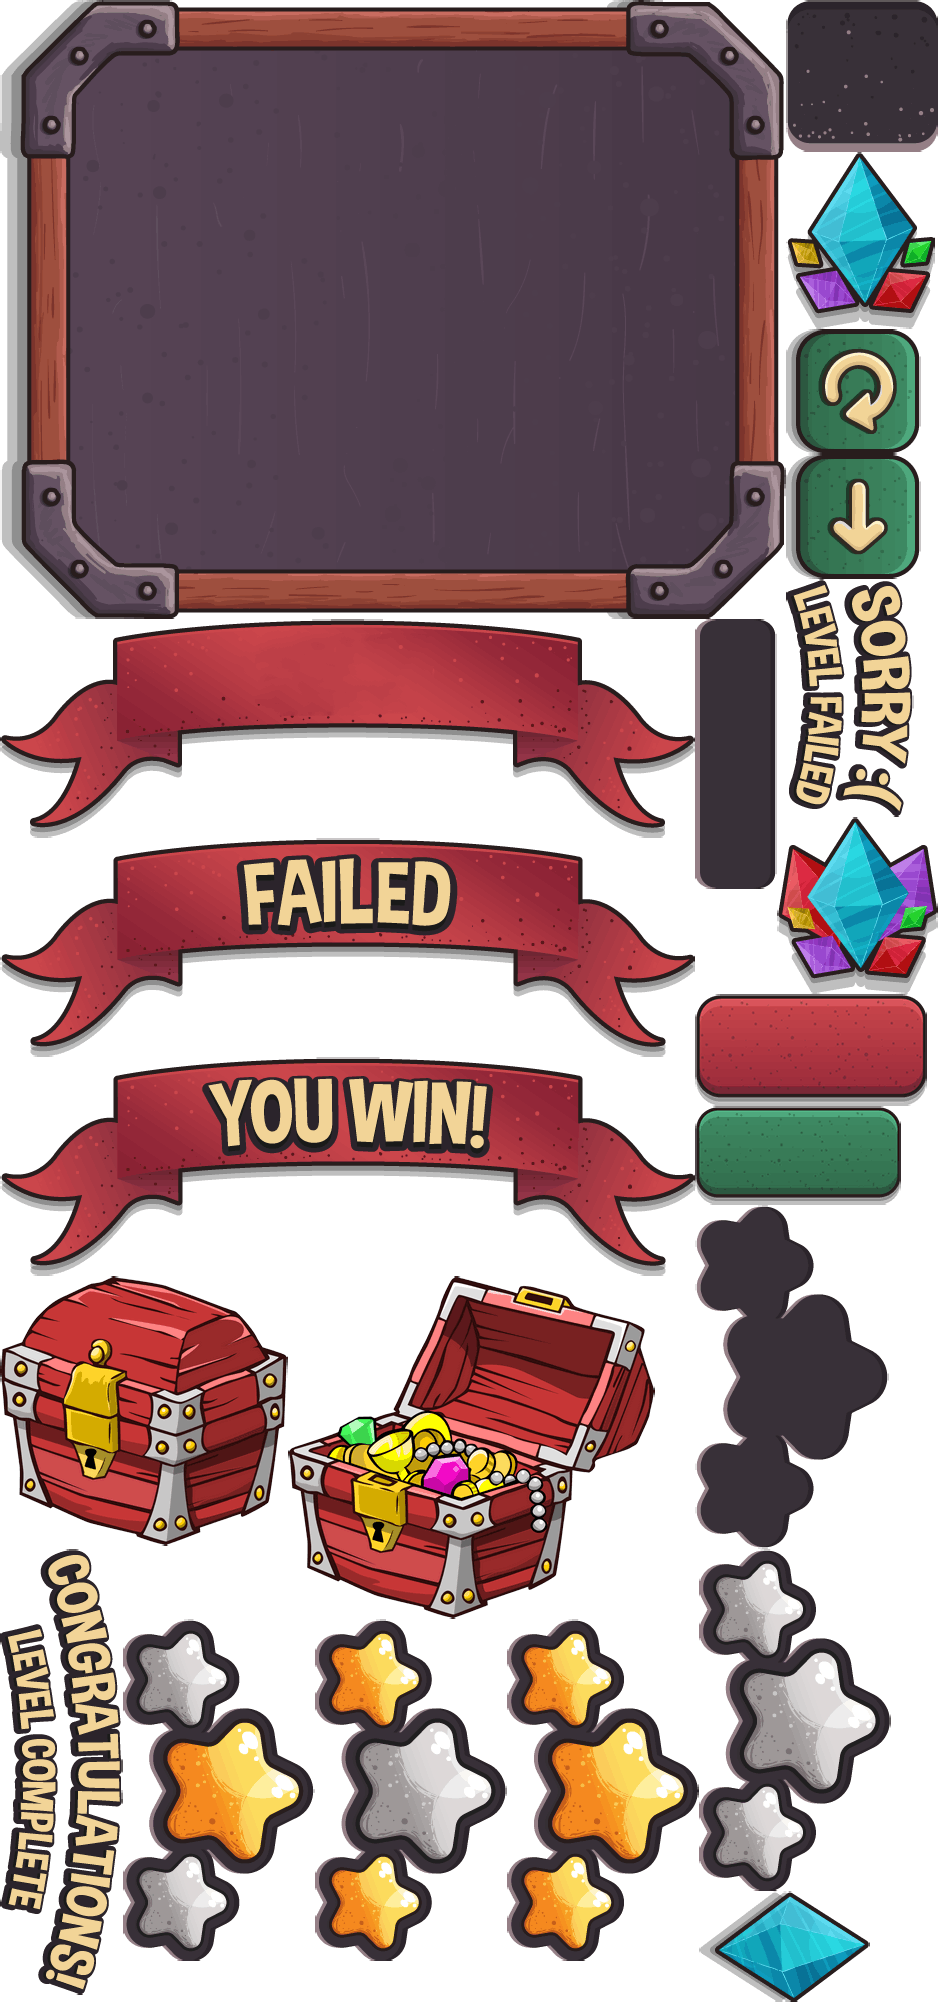 SORRY :(
LEVEL FAILED
FAILED
YOU WIN!
CONGRATULATIONS!
LEVEL COMPLETE